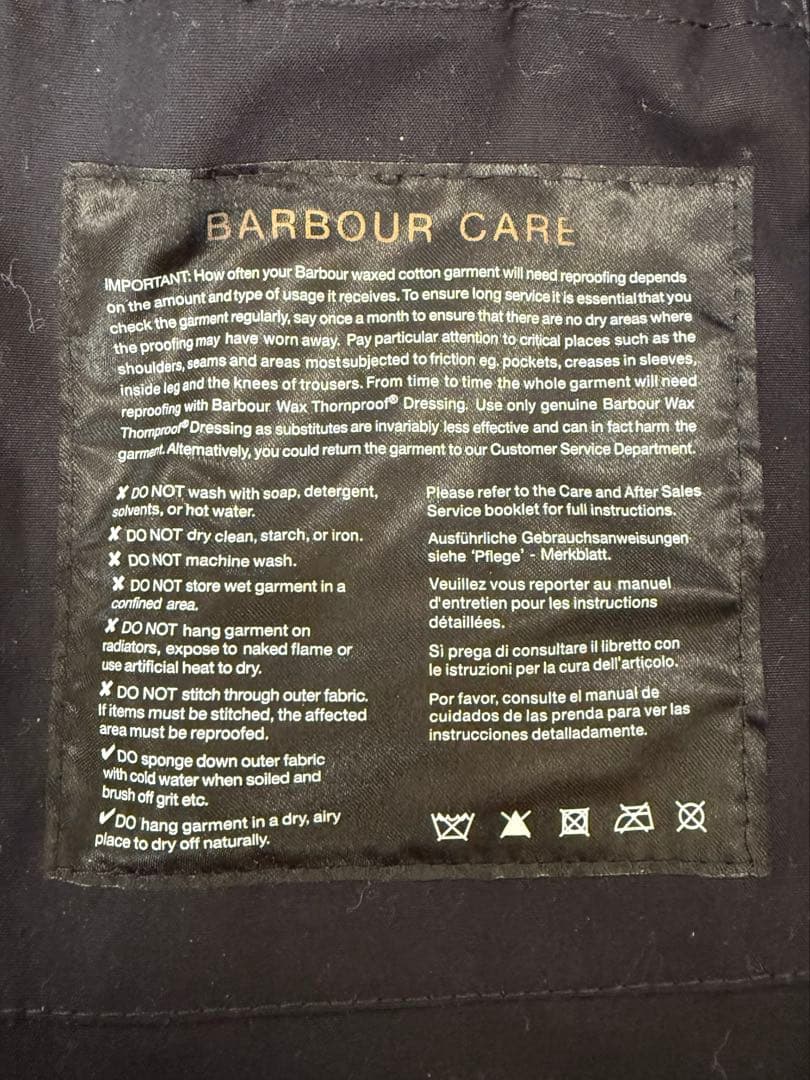 BARBOUR CARE
IMPORTANT: How often your Barbour waxed cotton garment will need reproofing depends
on the amount and type of usage it receives. To ensure long service it is essential that you
check the garment regularly, say once a month to ensure that there are no dry areas where
the proofing may have worn away. Pay particular attention to critical places such as the
shoulders, seams and areas most subjected to friction eg. pockets, creases in sleeves,
inside leg and the knees of trousers. From time to time the whole garment will need
reproofing with Barbour Wax Thornproof® Dressing. Use only genuine Barbour Wax
Thornproof® Dressing as substitutes are invariably less effective and can in fact harm the
garment. Alternatively, you could return the garment to our Customer Service Department.
✘ DO NOT wash with soap, detergent,
solvents, or hot water.
✘ DO NOT dry clean, starch, or iron.
✘ DO NOT machine wash.
✘ DO NOT store wet garment in a
confined area.
✘ DO NOT hang garment on
radiators, expose to naked flame or
use artificial heat to dry.
✘ DO NOT stitch through outer fabric.
If items must be stitched, the affected
area must be reproofed.
✔ DO sponge down outer fabric
with cold water when soiled and
brush off grit etc.
✔ DO hang garment in a dry, airy
place to dry off naturally.
Please refer to the Care and After Sales
Service booklet for full instructions.
Ausführliche Gebrauchsanweisungen
siehe 'Pflege' - Merkblatt.
Veuillez vous reporter au manuel
d'entretien pour les instructions
détaillées.
Si prega di consultare il libretto con
le istruzioni per la cura dell'articolo.
Por favor, consulte el manual de
cuidados de las prenda para ver las
instrucciones detalladamente.